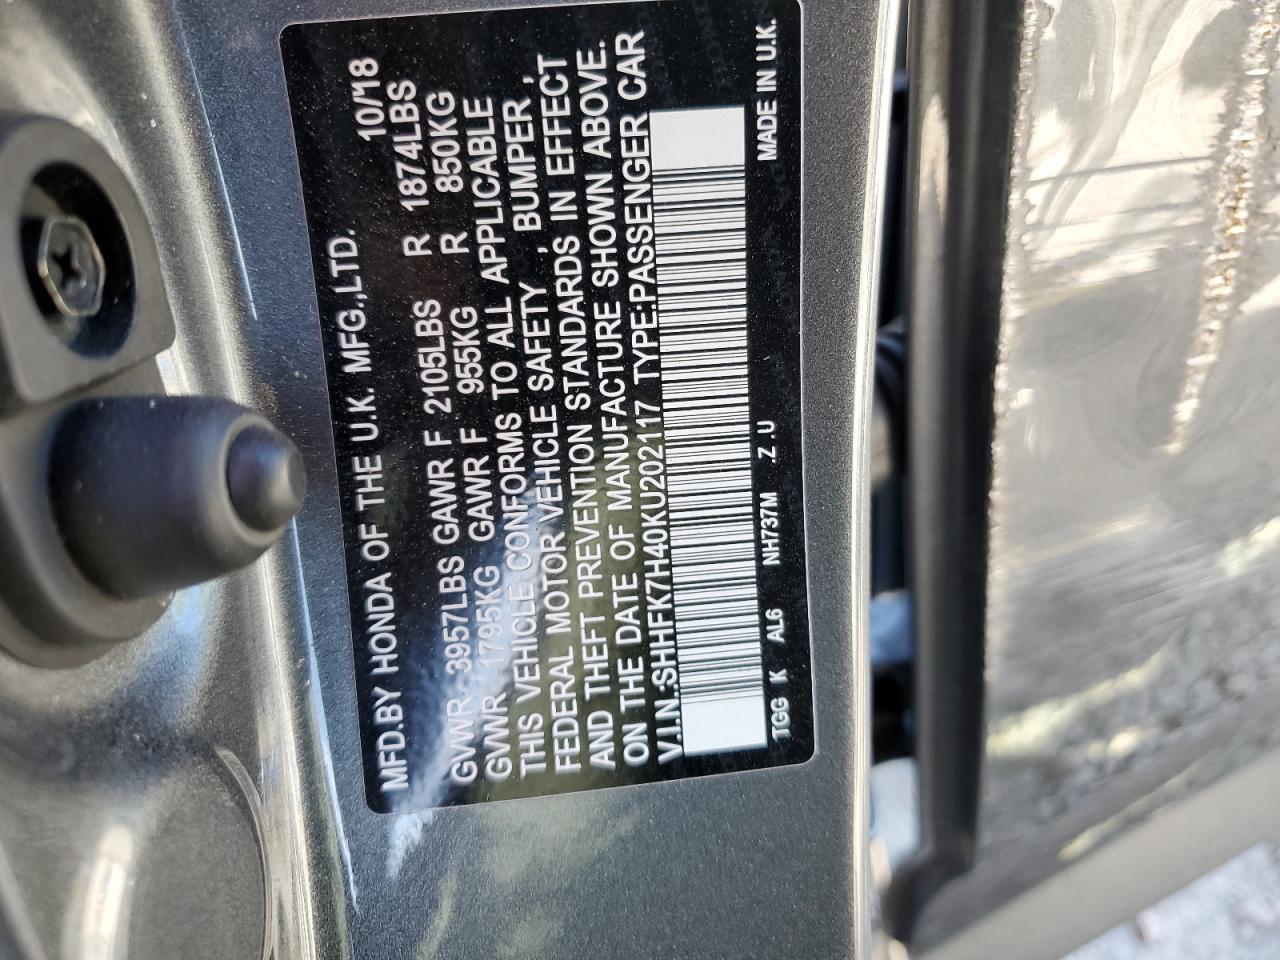 MFD.BY HONDA OF THE U.K. MFG.,LTD. 10/18
GVWR 3957LBS GAWR F 2105LBS R 1874LBS
GVWR 1795KG GAWR F 955KG R 850KG
THIS VEHICLE CONFORMS TO ALL APPLICABLE
FEDERAL MOTOR VEHICLE SAFETY , BUMPER ,
AND THEFT PREVENTION STANDARDS IN EFFECT
ON THE DATE OF MANUFACTURE SHOWN ABOVE.
V.I.N.:SHHFK7H40KU202117 TYPE:PASSENGER CAR
TGG K AL6 NH737M .Z .U MADE IN U.K.